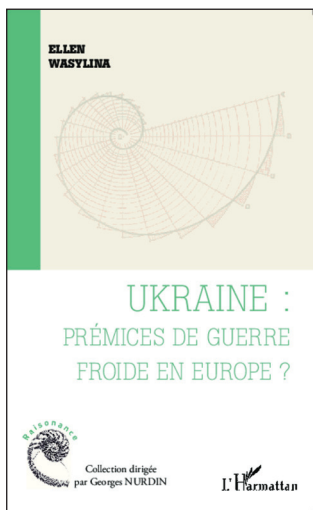 ELLEN
WASYLINA
UKRAINE :
PRÉMICES DE GUERRE
FROIDE EN EUROPE ?
Raisonance
Collection dirigée
par Georges NURDIN
L'Harmattan